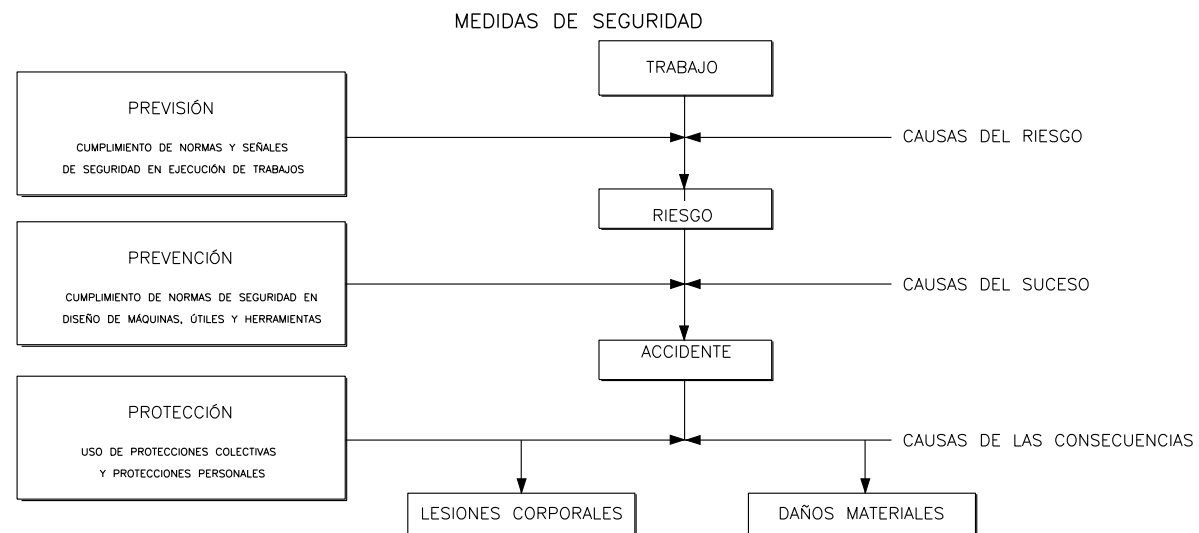 MEDIDAS DE SEGURIDAD
TRABAJO
PREVISIÓN
CUMPLIMIENTO DE NORMAS Y SEÑALES
DE SEGURIDAD EN EJECUCIÓN DE TRABAJOS
CAUSAS DEL RIESGO
RIESGO
PREVENCIÓN
CUMPLIMIENTO DE NORMAS DE SEGURIDAD EN
DISEÑO DE MÁQUINAS, ÚTILES Y HERRAMIENTAS
CAUSAS DEL SUCESO
ACCIDENTE
PROTECCIÓN
USO DE PROTECCIONES COLECTIVAS
Y PROTECCIONES PERSONALES
CAUSAS DE LAS CONSECUENCIAS
LESIONES CORPORALES
DAÑOS MATERIALES